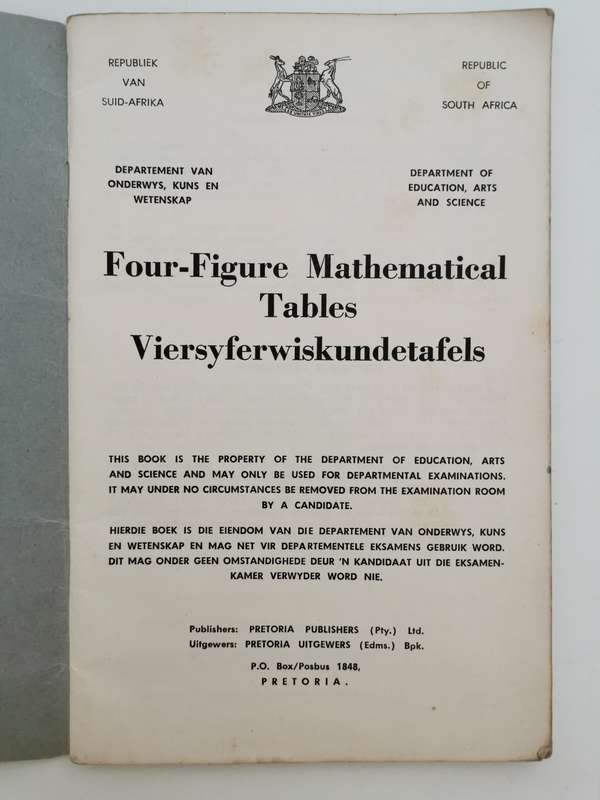 REPUBLIEK
VAN
SUID-AFRIKA
REPUBLIC
OF
SOUTH AFRICA
DEPARTEMENT VAN
ONDERWYS, KUNS EN
WETENSKAP
DEPARTMENT OF
EDUCATION, ARTS
AND SCIENCE
Four-Figure Mathematical
Tables
Viersyferwiskundetafels
THIS BOOK IS THE PROPERTY OF THE DEPARTMENT OF EDUCATION, ARTS
AND SCIENCE AND MAY ONLY BE USED FOR DEPARTMENTAL EXAMINATIONS.
IT MAY UNDER NO CIRCUMSTANCES BE REMOVED FROM THE EXAMINATION ROOM
BY A CANDIDATE.
HIERDIE BOEK IS DIE EIENDOM VAN DIE DEPARTEMENT VAN ONDERWYS, KUNS
EN WETENSKAP EN MAG NET VIR DEPARTEMENTELE EKSAMENS GEBRUIK WORD.
DIT MAG ONDER GEEN OMSTANDIGHEDE DEUR 'N KANDIDAAT UIT DIE EKSAMEN-
KAMER VERWYDER WORD NIE.
Publishers: PRETORIA PUBLISHERS (Pty.) Ltd.
Uitgewers: PRETORIA UITGEWERS (Edms.) Bpk.
P.O. Box/Posbus 1848,
PRETORIA.